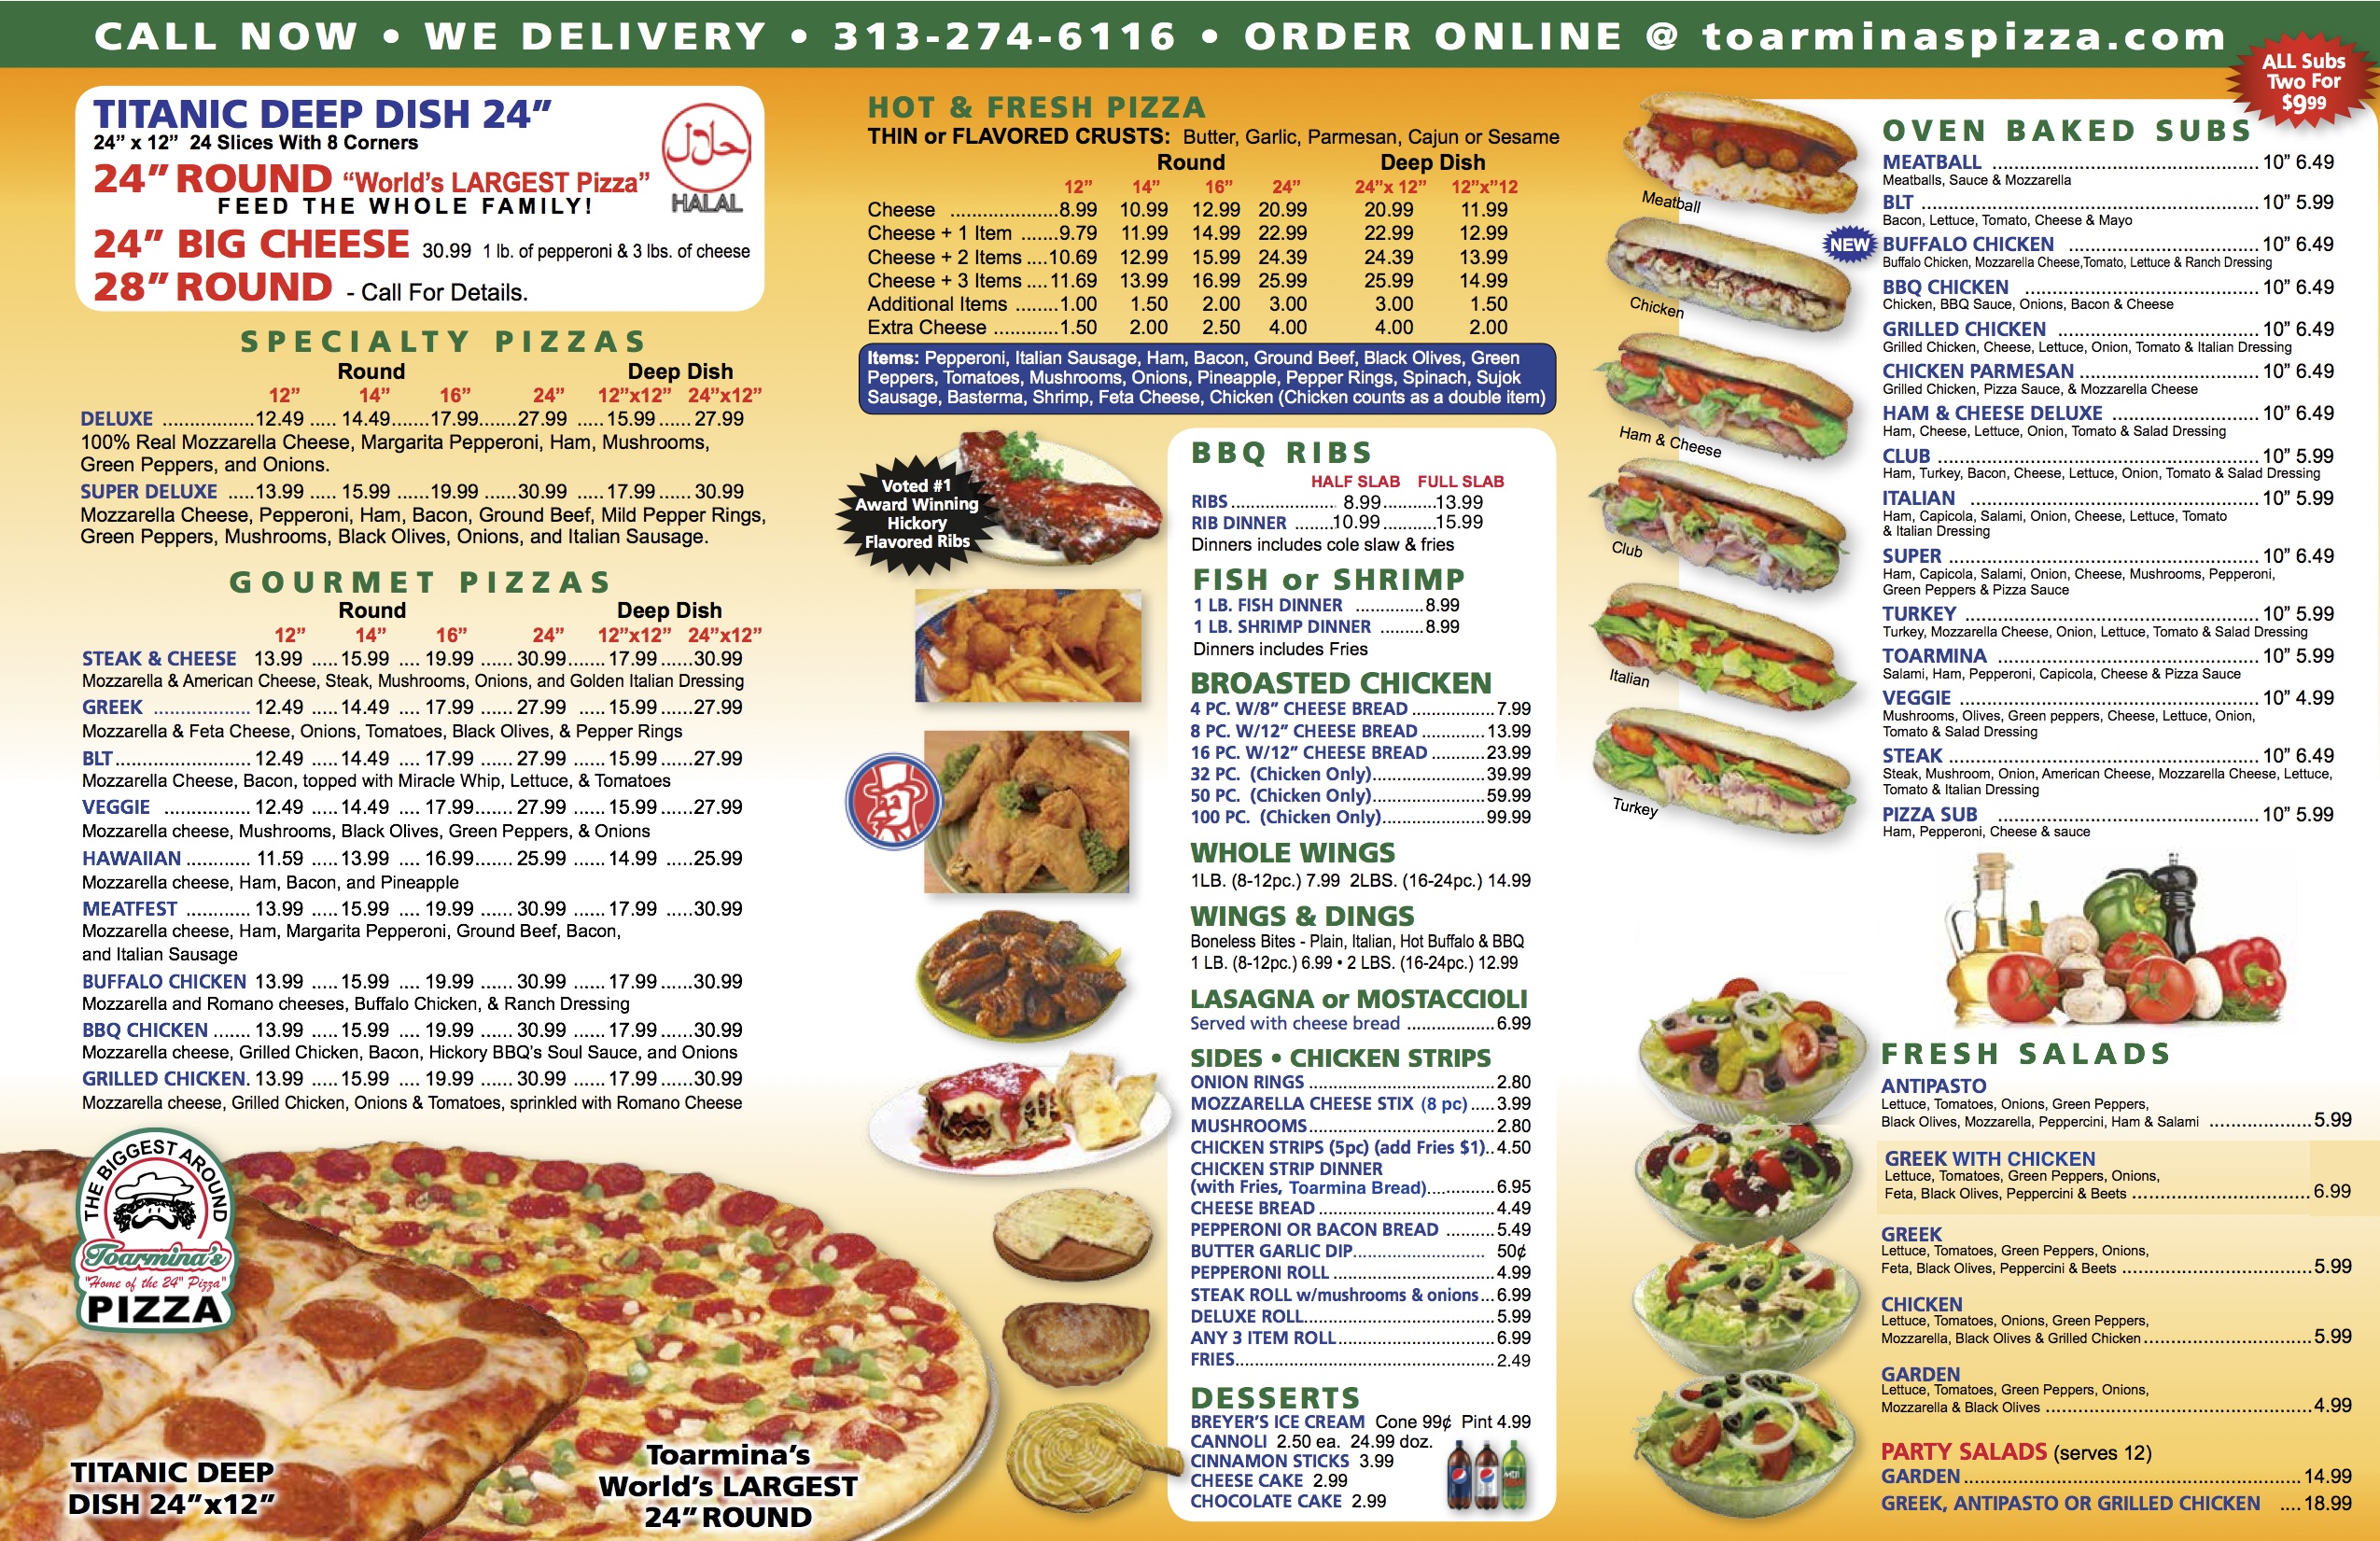 CALL NOW • WE DELIVERY • 313-274-6116 • ORDER ONLINE @ toarminaspizza.com
TITANIC DEEP DISH 24”
24” x 12” 24 Slices With 8 Corners
24” ROUND “World’s LARGEST Pizza”
FEED THE WHOLE FAMILY!
24” BIG CHEESE 30.99 1 lb. of pepperoni & 3 lbs. of cheese
28” ROUND - Call For Details.
حلال
HALAL
SPECIALTY PIZZAS
Round Deep Dish
12” 14” 16” 24” 12”x12” 24”x12”
DELUXE .................12.49 ..... 14.49.......17.99.......27.99 .....15.99 ...... 27.99
100% Real Mozzarella Cheese, Margarita Pepperoni, Ham, Mushrooms,
Green Peppers, and Onions.
SUPER DELUXE .....13.99 ..... 15.99 ......19.99 ......30.99 .....17.99...... 30.99
Mozzarella Cheese, Pepperoni, Ham, Bacon, Ground Beef, Mild Pepper Rings,
Green Peppers, Mushrooms, Black Olives, Onions, and Italian Sausage.
GOURMET PIZZAS
Round Deep Dish
12” 14” 16” 24” 12”x12” 24”x12”
STEAK & CHEESE 13.99 .....15.99 .... 19.99 ...... 30.99....... 17.99......30.99
Mozzarella & American Cheese, Steak, Mushrooms, Onions, and Golden Italian Dressing
GREEK ................. 12.49 .....14.49 .... 17.99 ...... 27.99 .....15.99......27.99
Mozzarella & Feta Cheese, Onions, Tomatoes, Black Olives, & Pepper Rings
BLT........................ 12.49 .....14.49 .... 17.99 ...... 27.99 ...... 15.99......27.99
Mozzarella Cheese, Bacon, topped with Miracle Whip, Lettuce, & Tomatoes
VEGGIE ............... 12.49 .....14.49 .... 17.99....... 27.99 ...... 15.99......27.99
Mozzarella cheese, Mushrooms, Black Olives, Green Peppers, & Onions
HAWAIIAN ........... 11.59 .....13.99 .... 16.99....... 25.99 ...... 14.99 .....25.99
Mozzarella cheese, Ham, Bacon, and Pineapple
MEATFEST ........... 13.99 .....15.99 .... 19.99 ...... 30.99 ...... 17.99 .....30.99
Mozzarella cheese, Ham, Margarita Pepperoni, Ground Beef, Bacon,
and Italian Sausage
BUFFALO CHICKEN 13.99 .....15.99 .... 19.99 ...... 30.99 ...... 17.99......30.99
Mozzarella and Romano cheeses, Buffalo Chicken, & Ranch Dressing
BBQ CHICKEN ...... 13.99 .....15.99 .... 19.99 ...... 30.99 ...... 17.99......30.99
Mozzarella cheese, Grilled Chicken, Bacon, Hickory BBQ’s Soul Sauce, and Onions
GRILLED CHICKEN. 13.99 .....15.99 .... 19.99 ...... 30.99 ...... 17.99......30.99
Mozzarella cheese, Grilled Chicken, Onions & Tomatoes, sprinkled with Romano Cheese
THE BIGGEST AROUND
Toarmina's
"Home of the 24" Pizza"
PIZZA
TITANIC DEEP
DISH 24”x12”
Toarmina’s
World’s LARGEST
24” ROUND
HOT & FRESH PIZZA
THIN or FLAVORED CRUSTS: Butter, Garlic, Parmesan, Cajun or Sesame
Round Deep Dish
12” 14” 16” 24” 24”x 12” 12”x”12
Cheese ....................8.99 10.99 12.99 20.99 20.99 11.99
Cheese + 1 Item .......9.79 11.99 14.99 22.99 22.99 12.99
Cheese + 2 Items ....10.69 12.99 15.99 24.39 24.39 13.99
Cheese + 3 Items ....11.69 13.99 16.99 25.99 25.99 14.99
Additional Items ........1.00 1.50 2.00 3.00 3.00 1.50
Extra Cheese ............1.50 2.00 2.50 4.00 4.00 2.00
Items: Pepperoni, Italian Sausage, Ham, Bacon, Ground Beef, Black Olives, Green
Peppers, Tomatoes, Mushrooms, Onions, Pineapple, Pepper Rings, Spinach, Sujok
Sausage, Basterma, Shrimp, Feta Cheese, Chicken (Chicken counts as a double item)
Voted #1
Award Winning
Hickory
Flavored Ribs
BBQ RIBS
HALF SLAB FULL SLAB
RIBS...................... 8.99...........13.99
RIB DINNER ........10.99...........15.99
Dinners includes cole slaw & fries
FISH or SHRIMP
1 LB. FISH DINNER ..............8.99
1 LB. SHRIMP DINNER .........8.99
Dinners includes Fries
BROASTED CHICKEN
4 PC. W/8” CHEESE BREAD .................7.99
8 PC. W/12” CHEESE BREAD .............13.99
16 PC. W/12” CHEESE BREAD ...........23.99
32 PC. (Chicken Only).......................39.99
50 PC. (Chicken Only).......................59.99
100 PC. (Chicken Only).....................99.99
WHOLE WINGS
1LB. (8-12pc.) 7.99 2LBS. (16-24pc.) 14.99
WINGS & DINGS
Boneless Bites - Plain, Italian, Hot Buffalo & BBQ
1 LB. (8-12pc.) 6.99 • 2 LBS. (16-24pc.) 12.99
LASAGNA or MOSTACCIOLI
Served with cheese bread ..................6.99
SIDES • CHICKEN STRIPS
ONION RINGS ......................................2.80
MOZZARELLA CHEESE STIX (8 pc).....3.99
MUSHROOMS......................................2.80
CHICKEN STRIPS (5pc) (add Fries $1)..4.50
CHICKEN STRIP DINNER
(with Fries, Toarmina Bread)..............6.95
CHEESE BREAD ....................................4.49
PEPPERONI OR BACON BREAD ..........5.49
BUTTER GARLIC DIP........................... 50¢
PEPPERONI ROLL .................................4.99
STEAK ROLL w/mushrooms & onions...6.99
DELUXE ROLL.......................................5.99
ANY 3 ITEM ROLL................................6.99
FRIES.....................................................2.49
DESSERTS
BREYER’S ICE CREAM Cone 99¢ Pint 4.99
CANNOLI 2.50 ea. 24.99 doz.
CINNAMON STICKS 3.99
CHEESE CAKE 2.99
CHOCOLATE CAKE 2.99
ALL Subs
Two For
$9.99
Meatball
Chicken
Ham & Cheese
Club
Italian
Turkey
OVEN BAKED SUBS
MEATBALL ..................................................... 10” 6.49
Meatballs, Sauce & Mozzarella
BLT ................................................................... 10” 5.99
Bacon, Lettuce, Tomato, Cheese & Mayo
NEW
BUFFALO CHICKEN ...................................... 10” 6.49
Buffalo Chicken, Mozzarella Cheese,Tomato, Lettuce & Ranch Dressing
BBQ CHICKEN ............................................... 10” 6.49
Chicken, BBQ Sauce, Onions, Bacon & Cheese
GRILLED CHICKEN ........................................ 10” 6.49
Grilled Chicken, Cheese, Lettuce, Onion, Tomato & Italian Dressing
CHICKEN PARMESAN .................................... 10” 6.49
Grilled Chicken, Pizza Sauce, & Mozzarella Cheese
HAM & CHEESE DELUXE ............................. 10” 6.49
Ham, Cheese, Lettuce, Onion, Tomato & Salad Dressing
CLUB ................................................................ 10” 5.99
Ham, Turkey, Bacon, Cheese, Lettuce, Onion, Tomato & Salad Dressing
ITALIAN .......................................................... 10” 5.99
Ham, Capicola, Salami, Onion, Cheese, Lettuce, Tomato
& Italian Dressing
SUPER .............................................................. 10” 6.49
Ham, Capicola, Salami, Onion, Cheese, Mushrooms, Pepperoni,
Green Peppers & Pizza Sauce
TURKEY ........................................................... 10” 5.99
Turkey, Mozzarella Cheese, Onion, Lettuce, Tomato & Salad Dressing
TOARMINA .................................................... 10” 5.99
Salami, Ham, Pepperoni, Capicola, Cheese & Pizza Sauce
VEGGIE ............................................................ 10” 4.99
Mushrooms, Olives, Green peppers, Cheese, Lettuce, Onion,
Tomato & Salad Dressing
STEAK .............................................................. 10” 6.49
Steak, Mushroom, Onion, American Cheese, Mozzarella Cheese, Lettuce,
Tomato & Italian Dressing
PIZZA SUB .................................................... 10” 5.99
Ham, Pepperoni, Cheese & sauce
FRESH SALADS
ANTIPASTO
Lettuce, Tomatoes, Onions, Green Peppers,
Black Olives, Mozzarella, Peppercini, Ham & Salami ....................5.99
GREEK WITH CHICKEN
Lettuce, Tomatoes, Green Peppers, Onions,
Feta, Black Olives, Peppercini & Beets ...................................6.99
GREEK
Lettuce, Tomatoes, Green Peppers, Onions,
Feta, Black Olives, Peppercini & Beets .....................................5.99
CHICKEN
Lettuce, Tomatoes, Onions, Green Peppers,
Mozzarella, Black Olives & Grilled Chicken .................................5.99
GARDEN
Lettuce, Tomatoes, Green Peppers, Onions,
Mozzarella & Black Olives .....................................................4.99
PARTY SALADS (serves 12)
GARDEN.....................................................................14.99
GREEK, ANTIPASTO OR GRILLED CHICKEN ....18.99